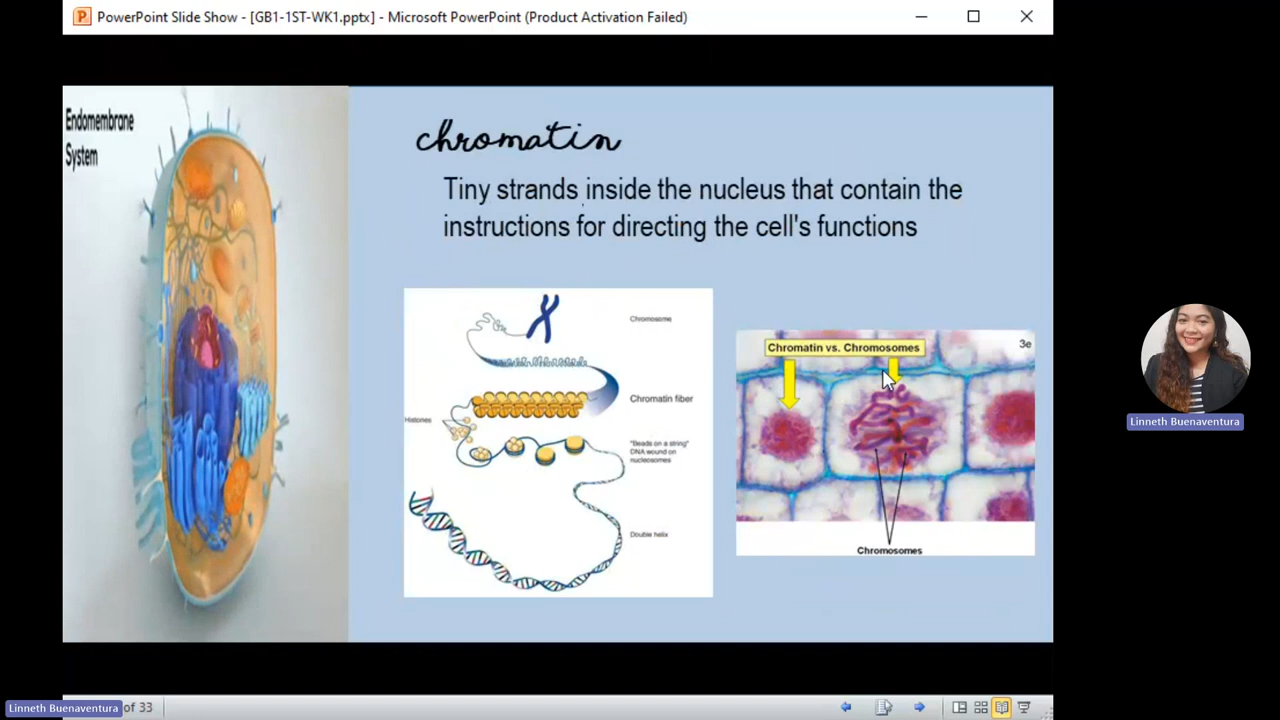 PowerPoint Slide Show - [GB1-1ST-WK1.pptx] - Microsoft PowerPoint (Product Activation Failed)
Endomembrane
System
chromatin
Tiny strands inside the nucleus that contain the
instructions for directing the cell's functions
Chromosome
Chromatin fiber
Histones
"Beads on a string"
DNA wound on
nucleosomes
Double helix
Chromatin vs. Chromosomes
3e
Chromosomes
Linneth Buenaventura
Linneth Buenaventura
of 33